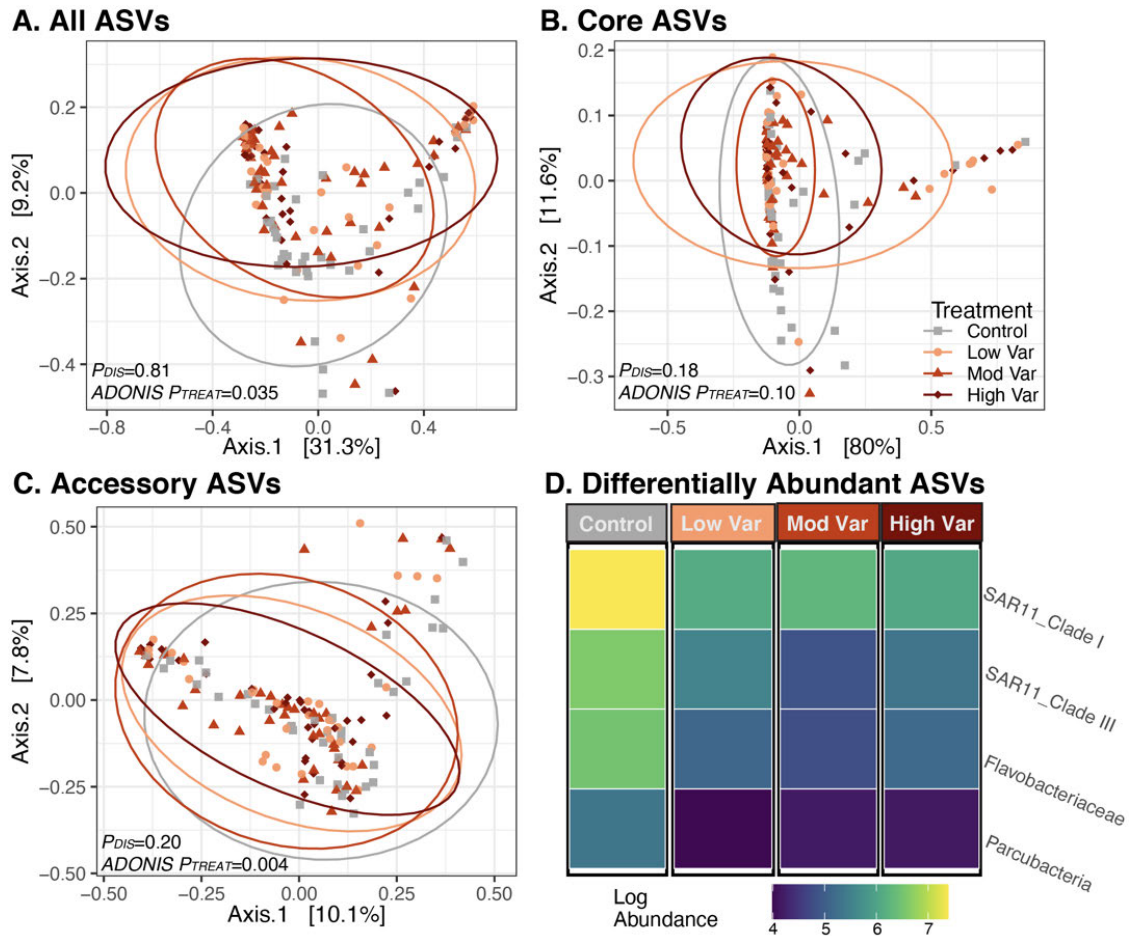 A. All ASVs
0.2
0.0
−0.2
−0.4
Axis.2 [9.2%]
PDIS=0.81
ADONIS PTREAT=0.035
−0.8
−0.4
0.0
0.4
Axis.1 [31.3%]
B. Core ASVs
0.2
0.1
0.0
−0.1
−0.2
−0.3
Axis.2 [11.6%]
Treatment
Control
Low Var
Mod Var
High Var
PDIS=0.18
ADONIS PTREAT=0.10
−0.5
0.0
0.5
Axis.1 [80%]
C. Accessory ASVs
0.50
0.25
0.00
−0.25
−0.50
Axis.2 [7.8%]
PDIS=0.20
ADONIS PTREAT=0.004
−0.50
−0.25
0.00
0.25
0.50
Axis.1 [10.1%]
D. Differentially Abundant ASVs
Control
Low Var
Mod Var
High Var
SAR11_Clade I
SAR11_Clade III
Flavobacteriaceae
Parcubacteria
Log
Abundance
4
5
6
7